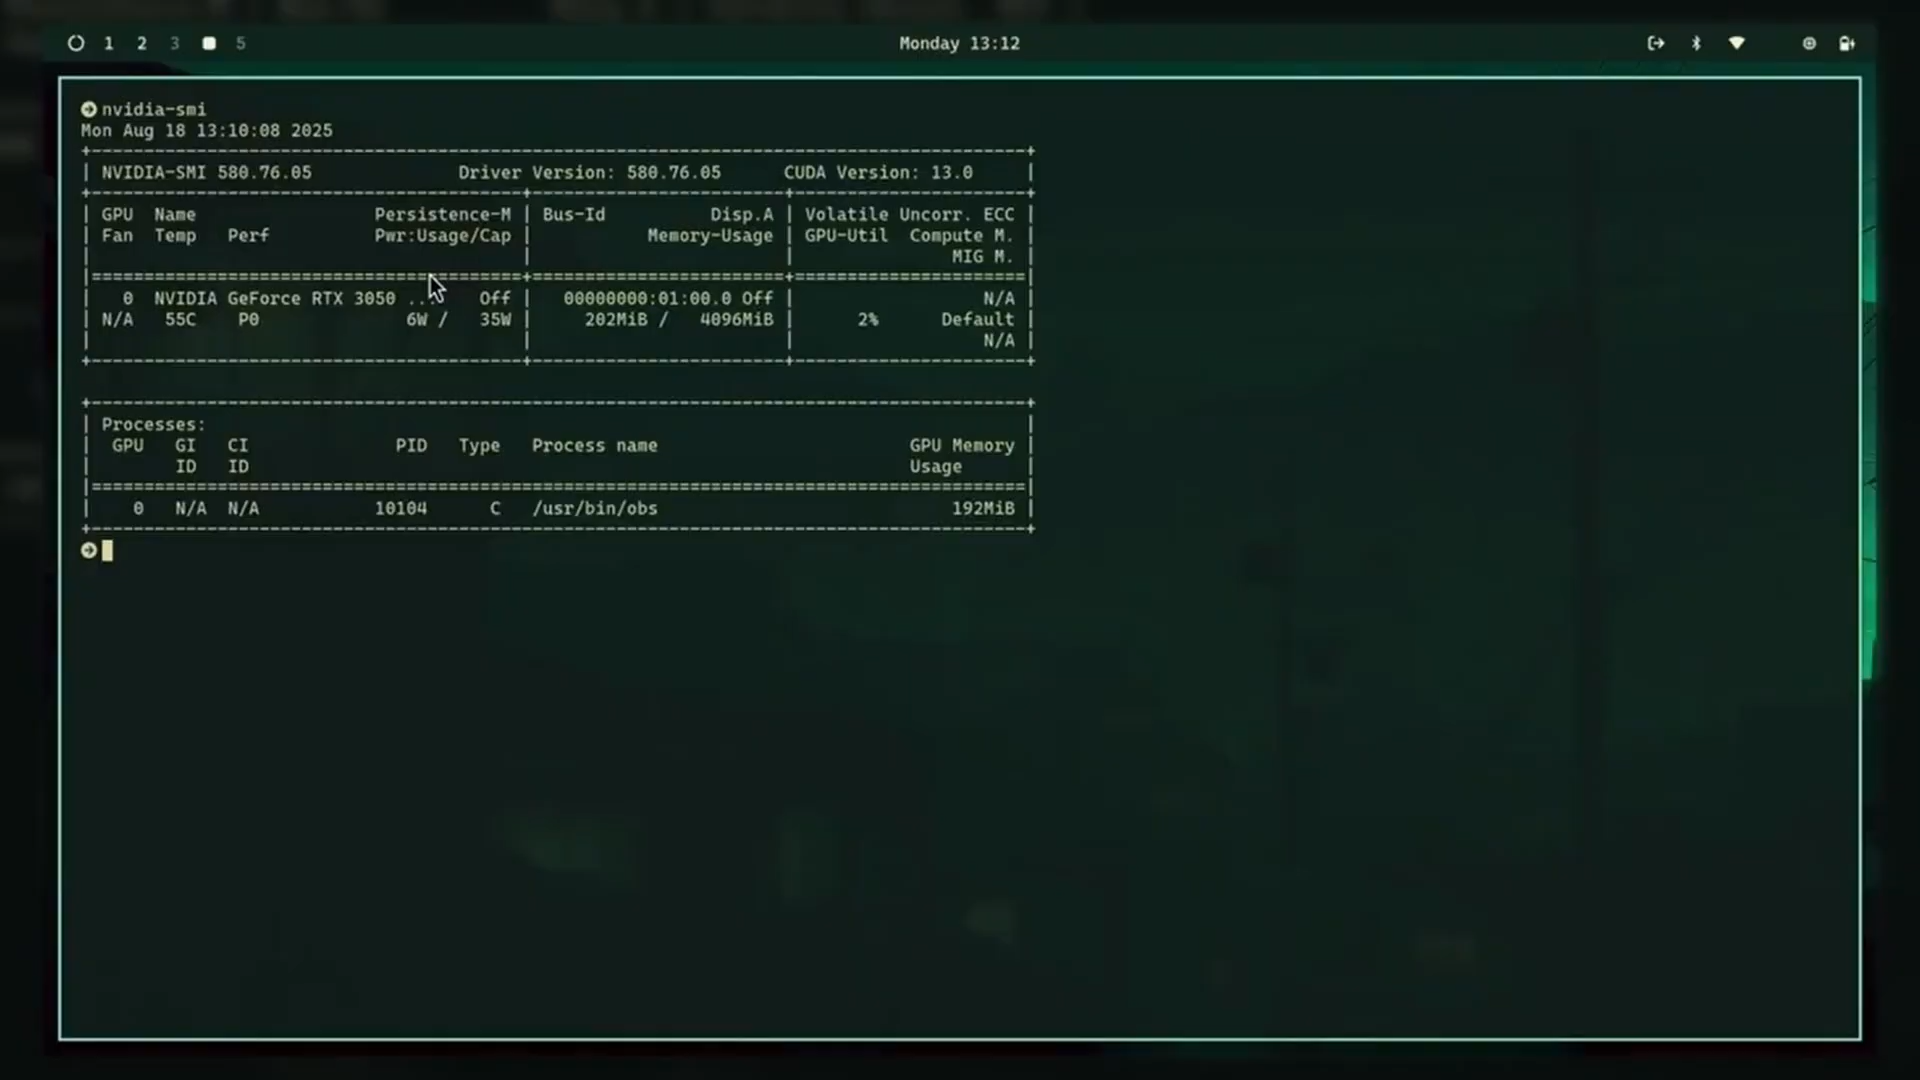 1 2 3 5 Monday 13:12
nvidia-smi
Mon Aug 18 13:10:08 2025
NVIDIA-SMI 580.76.05 Driver Version: 580.76.05 CUDA Version: 13.0
GPU Name Persistence-M | Bus-Id Disp.A | Volatile Uncorr. ECC
Fan Temp Perf Pwr:Usage/Cap | Memory-Usage | GPU-Util Compute M.
MIG M.
0 NVIDIA GeForce RTX 3050 ... Off | 00000000:01:00.0 Off | N/A
N/A 55C P0 6W / 35W | 202MiB / 4096MiB | 2% Default
N/A
Processes:
GPU GI CI PID Type Process name GPU Memory
ID ID Usage
0 N/A N/A 10104 C /usr/bin/obs 192MiB